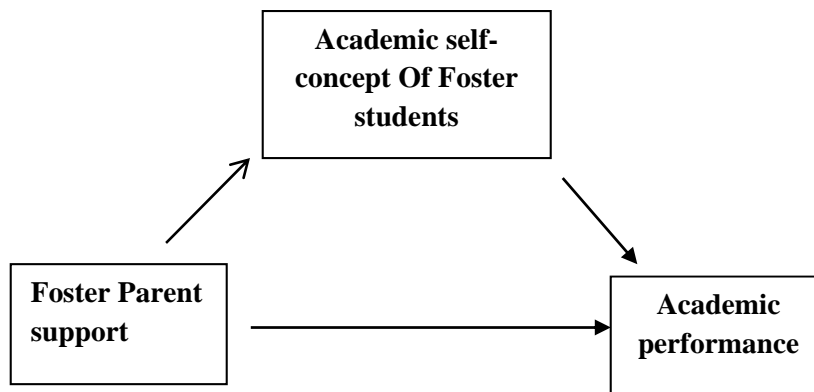 Academic self-
concept Of Foster
students
Foster Parent
support
Academic
performance